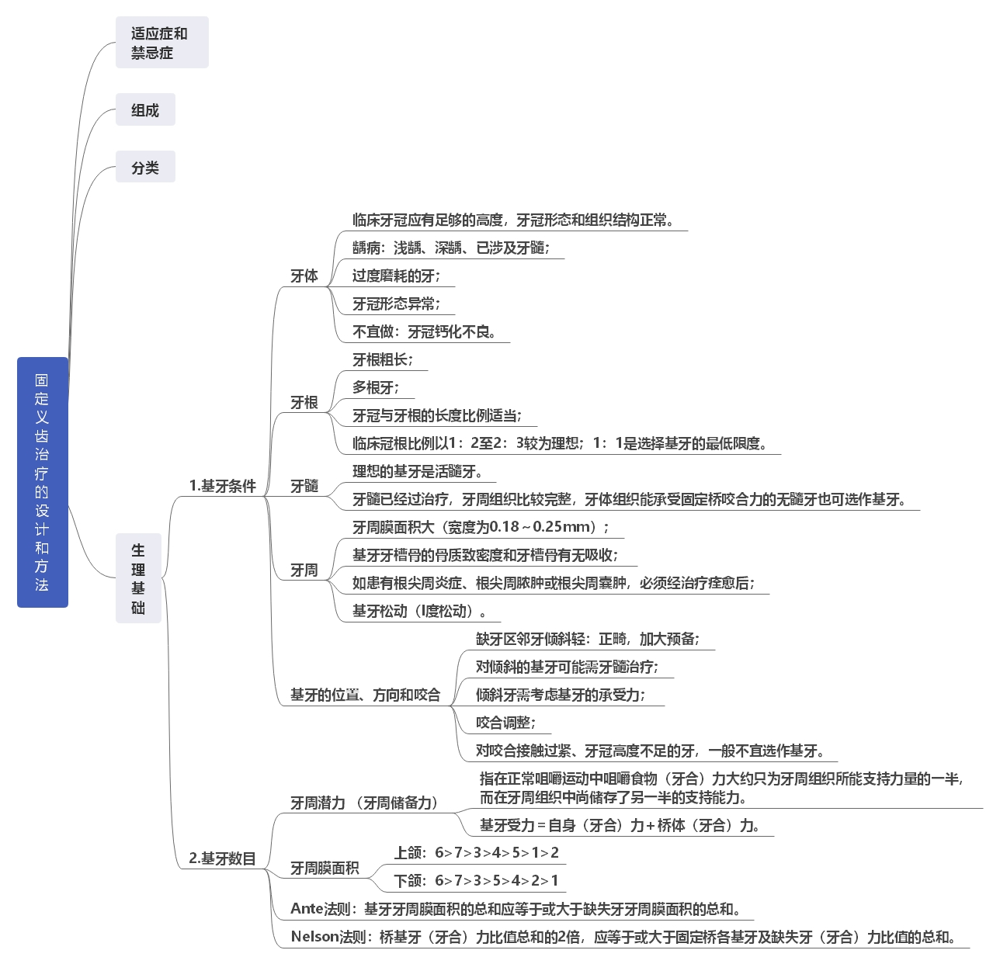 固定义齿治疗的设计和方法
适应症和
禁忌症
组成
分类
生理基础
1.基牙条件
牙体
临床牙冠应有足够的高度，牙冠形态和组织结构正常。
龋病：浅龋、深龋、已涉及牙髓；
过度磨耗的牙；
牙冠形态异常；
不宜做：牙冠钙化不良。
牙根
牙根粗长；
多根牙；
牙冠与牙根的长度比例适当；
临床冠根比例以1：2至2：3较为理想；1：1是选择基牙的最低限度。
牙髓
理想的基牙是活髓牙。
牙髓已经过治疗，牙周组织比较完整，牙体组织能承受固定桥咬合力的无髓牙也可选作基牙。
牙周
牙周膜面积大（宽度为0.18～0.25mm）；
基牙牙槽骨的骨质致密度和牙槽骨有无吸收；
如患有根尖周炎症、根尖周脓肿或根尖周囊肿，必须经治疗痊愈后；
基牙松动（I度松动）。
基牙的位置、方向和咬合
缺牙区邻牙倾斜轻：正畸，加大预备；
对倾斜的基牙可能需牙髓治疗；
倾斜牙需考虑基牙的承受力；
咬合调整；
对咬合接触过紧、牙冠高度不足的牙，一般不宜选作基牙。
2.基牙数目
牙周潜力 （牙周储备力）
指在正常咀嚼运动中咀嚼食物（牙合）力大约只为牙周组织所能支持力量的一半，
而在牙周组织中尚储存了另一半的支持能力。
基牙受力＝自身（牙合）力＋桥体（牙合）力。
牙周膜面积
上颌：6>7>3>4>5>1>2
下颌：6>7>3>5>4>2>1
Ante法则：基牙牙周膜面积的总和应等于或大于缺失牙牙周膜面积的总和。
Nelson法则：桥基牙（牙合）力比值总和的2倍，应等于或大于固定桥各基牙及缺失牙（牙合）力比值的总和。